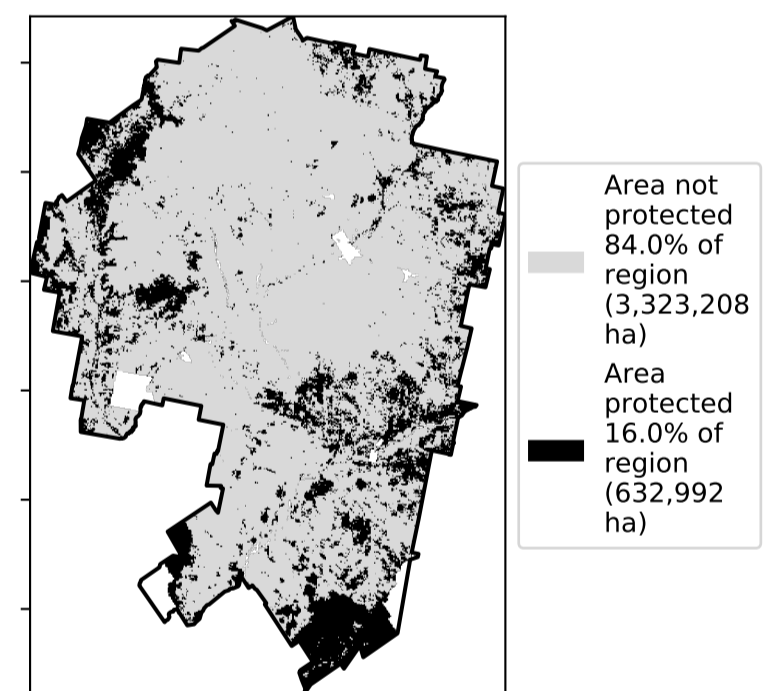 Area not
protected
84.0% of
region
(3,323,208
ha)
Area
protected
16.0% of
region
(632,992
ha)